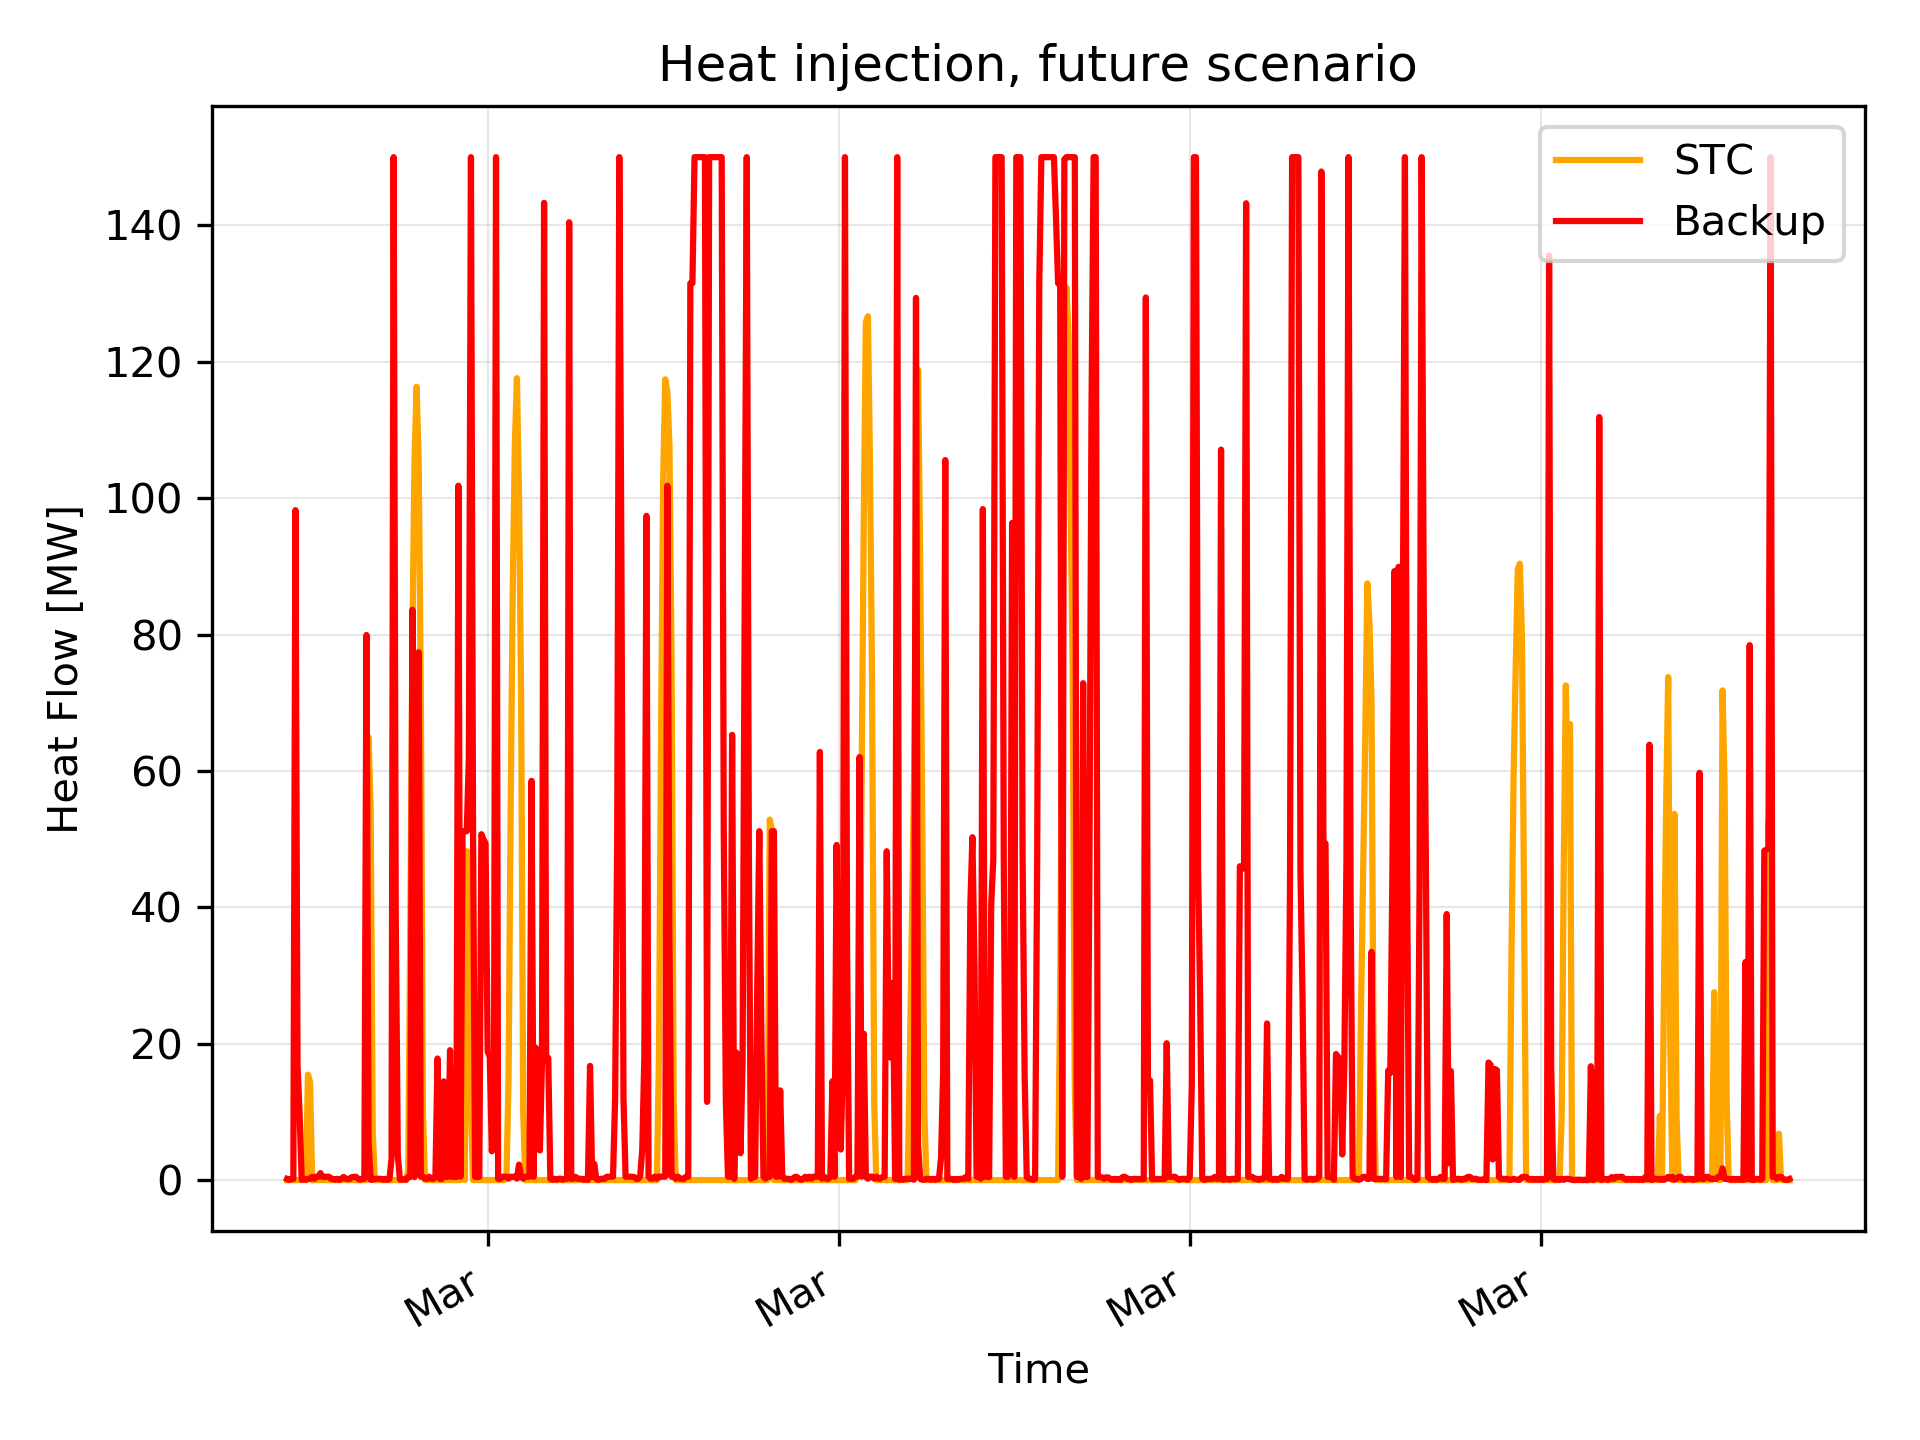 Heat injection, future scenario
STC
Backup
140
120
100
80
60
40
20
0
Heat Flow [MW]
Mar Mar Mar Mar
Time